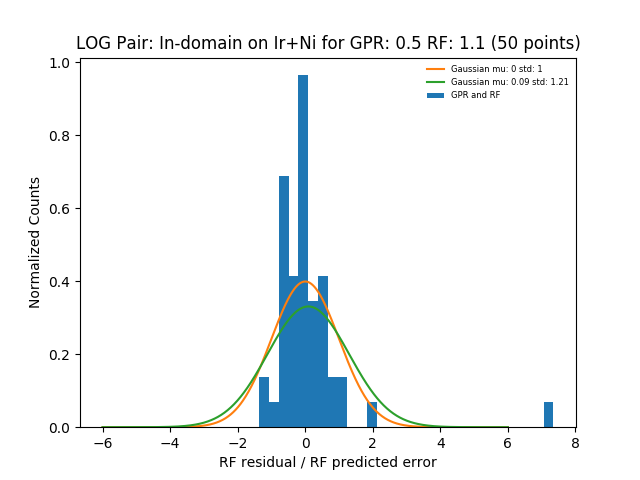 LOG Pair: In-domain on Ir+Ni for GPR: 0.5 RF: 1.1 (50 points)
Gaussian mu: 0 std: 1
Gaussian mu: 0.09 std: 1.21
GPR and RF
Normalized Counts
1.0
0.8
0.6
0.4
0.2
0.0
−6 −4 −2 0 2 4 6 8
RF residual / RF predicted error